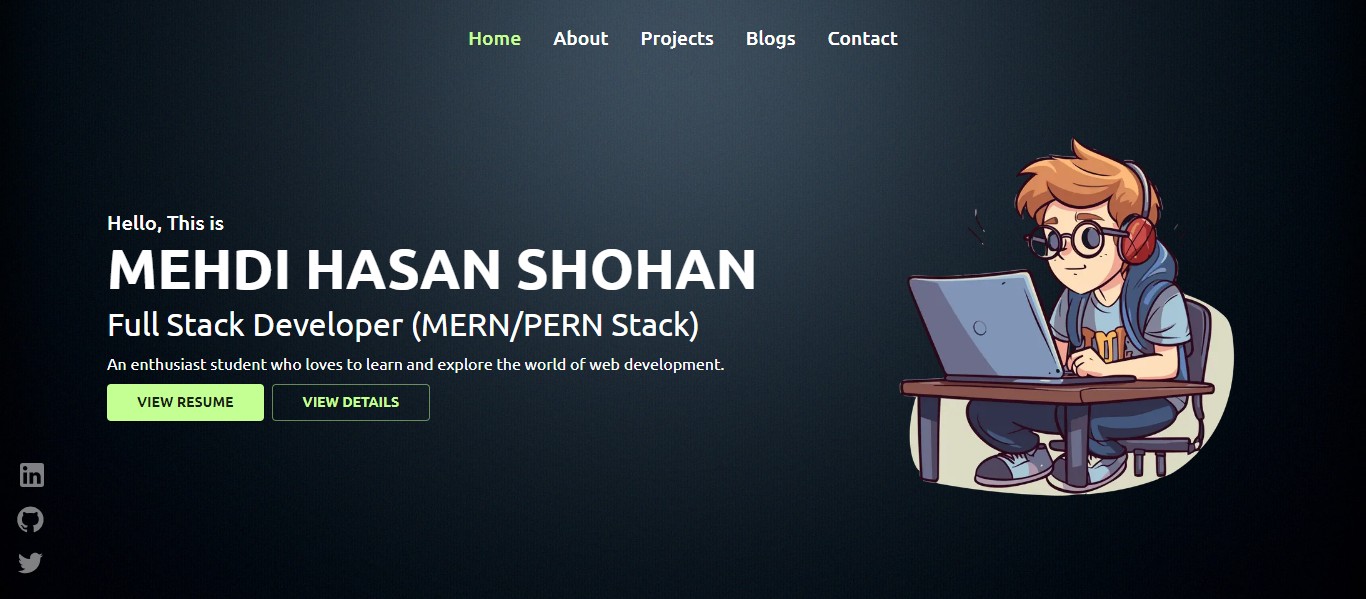 Home About Projects Blogs Contact
Hello, This is
MEHDI HASAN SHOHAN
Full Stack Developer (MERN/PERN Stack)
An enthusiast student who loves to learn and explore the world of web development.
VIEW RESUME VIEW DETAILS
in